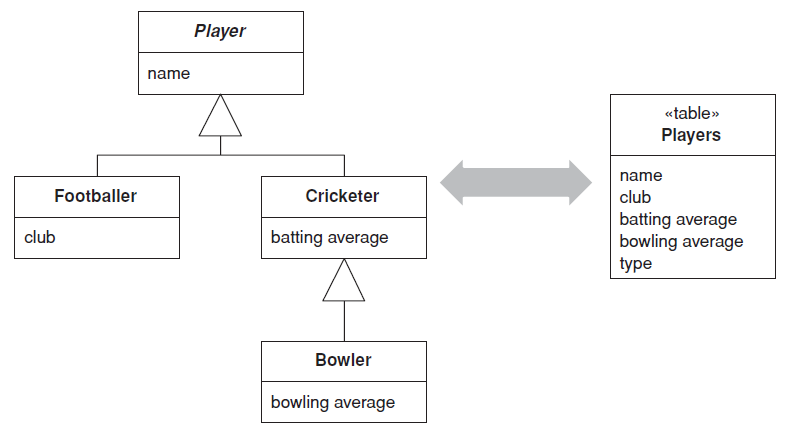 Player
name
Footballer
club
Cricketer
batting average
Bowler
bowling average
«table»
Players
name
club
batting average
bowling average
type